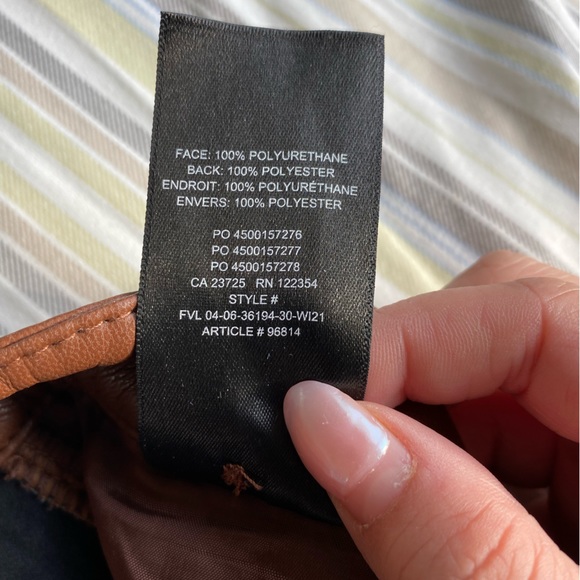 FACE: 100% POLYURETHANE
BACK: 100% POLYESTER
ENDROIT: 100% POLYURÉTHANE
ENVERS: 100% POLYESTER
PO 4500157276
PO 4500157277
PO 4500157278
CA 23725 RN 122354
STYLE #
FVL 04-06-36194-30-WI21
ARTICLE # 96814